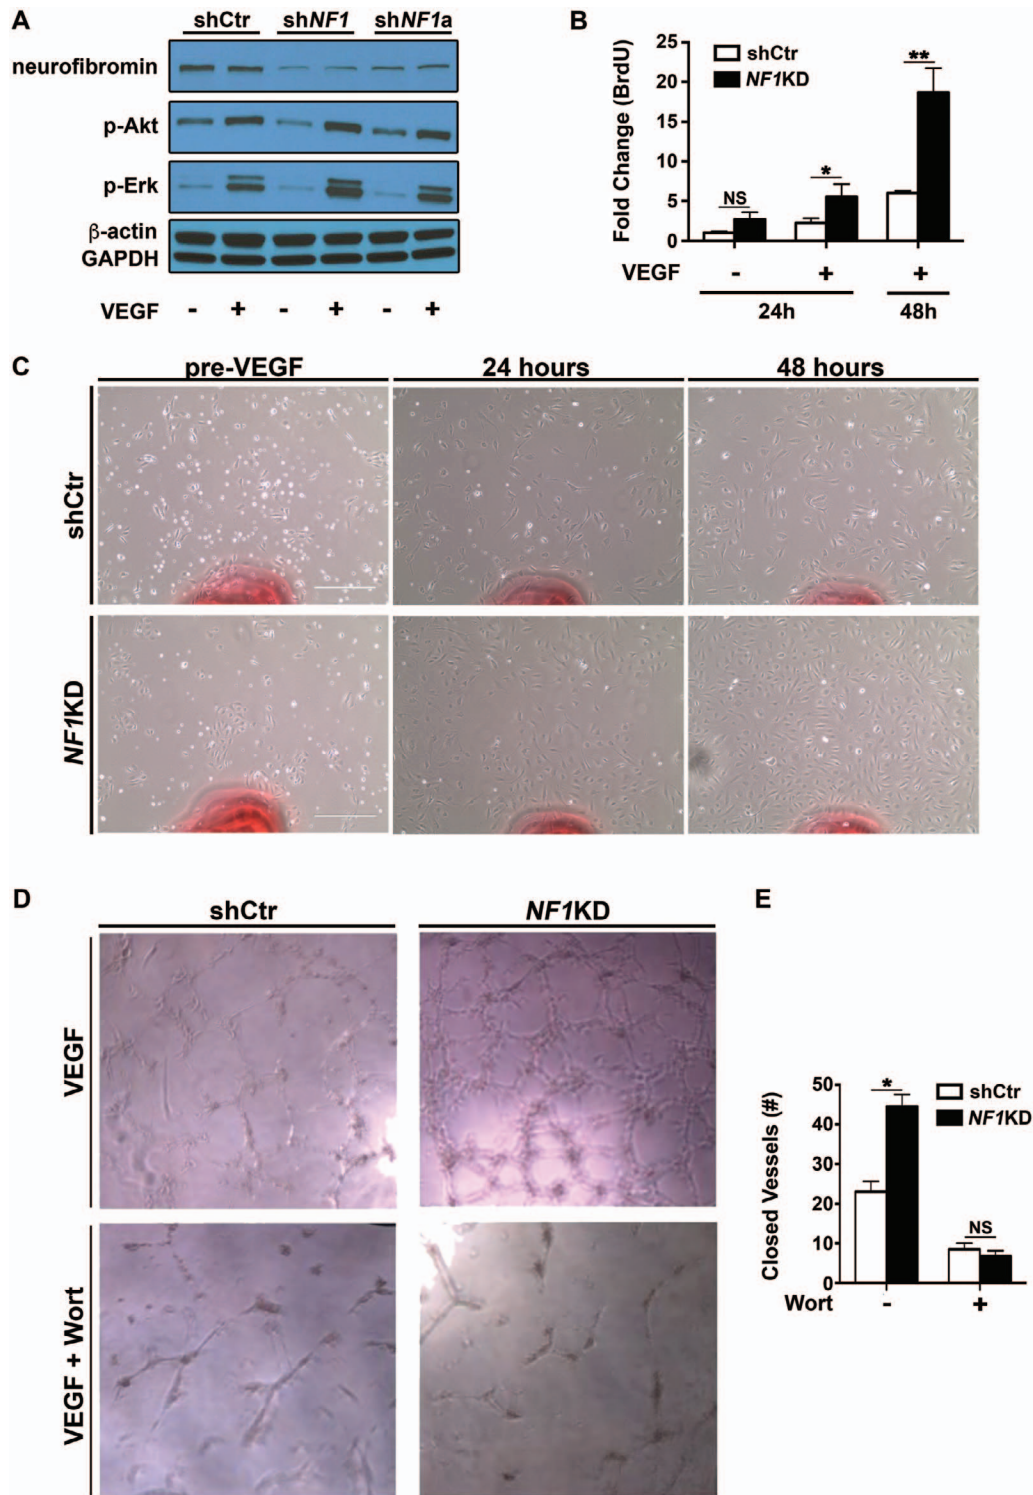 A
shCtr shNF1 shNF1a
neurofibromin
p-Akt
p-Erk
β-actin
GAPDH
VEGF - + - + - +
B
Fold Change (BrdU)
25
20
15
10
5
0
shCtr
NF1KD
NS
*
**
VEGF - + +
24h 48h
C
pre-VEGF 24 hours 48 hours
shCtr
NF1KD
D
shCtr NF1KD
VEGF
VEGF + Wort
E
Closed Vessels (#)
50
40
30
20
10
0
shCtr
NF1KD
*
NS
Wort - +